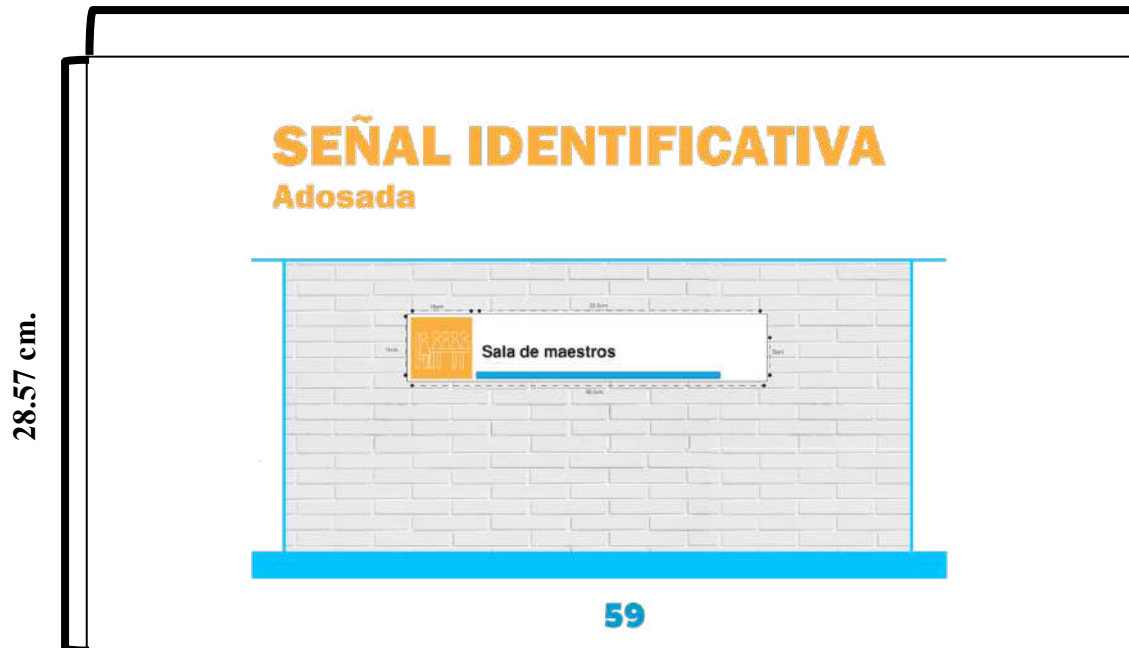 SEÑAL IDENTIFICATIVA
Adosada
Sala de maestros
28.57 cm.
59